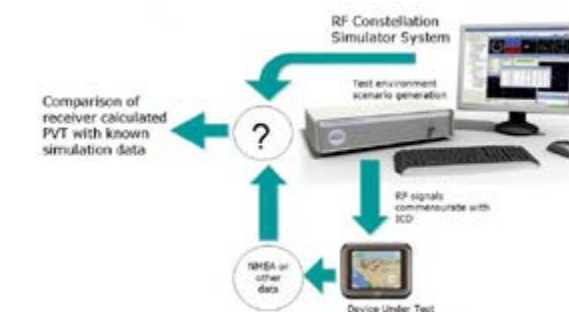 RF Constellation
Simulator System
Test environment
scenario generation
Comparison of
receiver calculated
PVT with known
simulation data
?
RF signals
commensurate with
ICD
NMEA or
other
data
Device Under Test